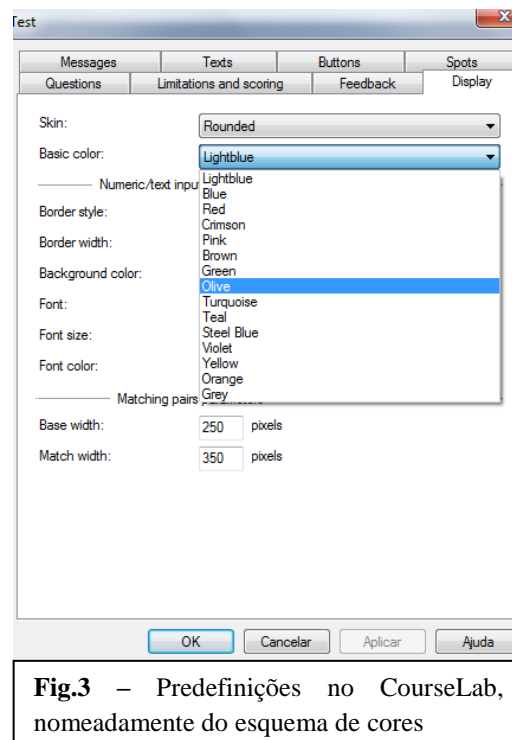 Test
Messages Texts Buttons Spots
Questions Limitations and scoring Feedback Display
Skin: Rounded
Basic color: Lightblue
Lightblue
Numeric/text inpu
Blue
Red
Border style:
Crimson
Border width: Pink
Brown
Background color: Green
Olive
Font: Turquoise
Teal
Font size: Steel Blue
Violet
Font color: Yellow
Orange
Matching pairs Grey
Base width: 250 pixels
Match width: 350 pixels
OK Cancelar Aplicar Ajuda
Fig.3 – Predefinições no CourseLab,
nomeadamente do esquema de cores